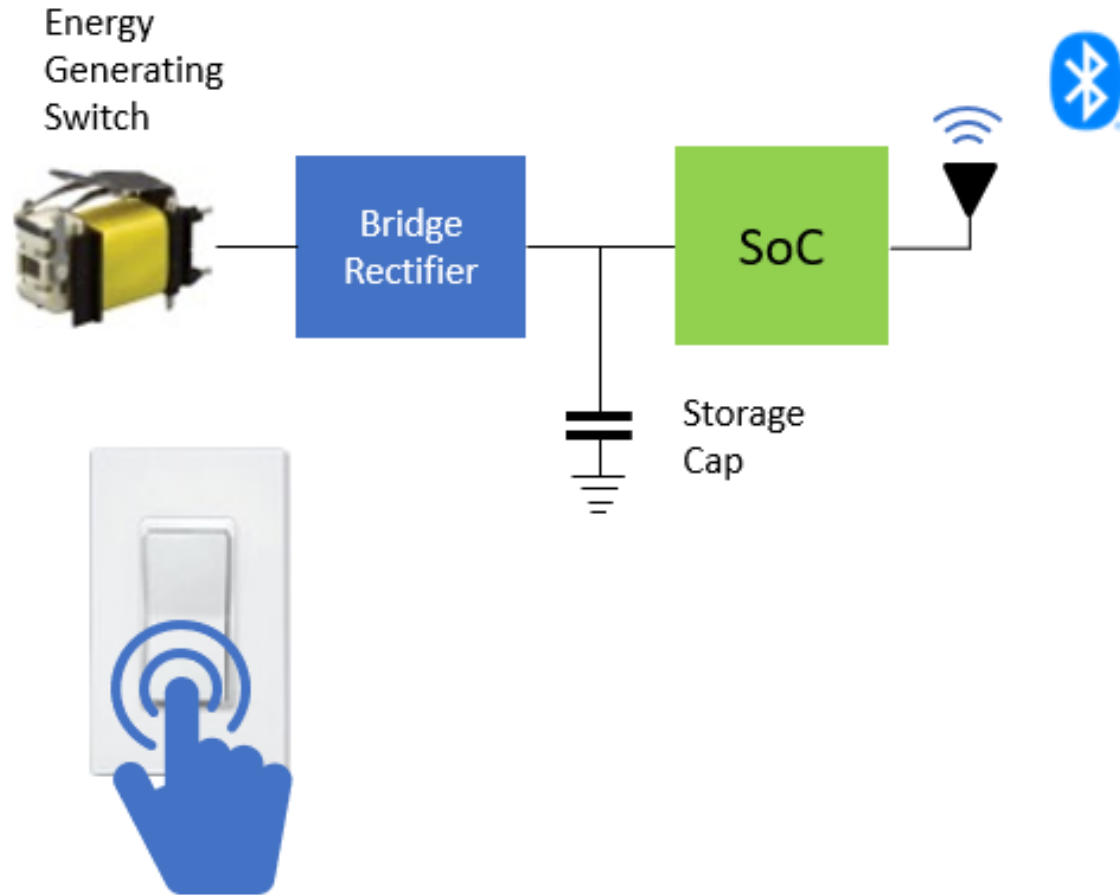 Energy
Generating
Switch
Bridge
Rectifier
SoC
Storage
Cap